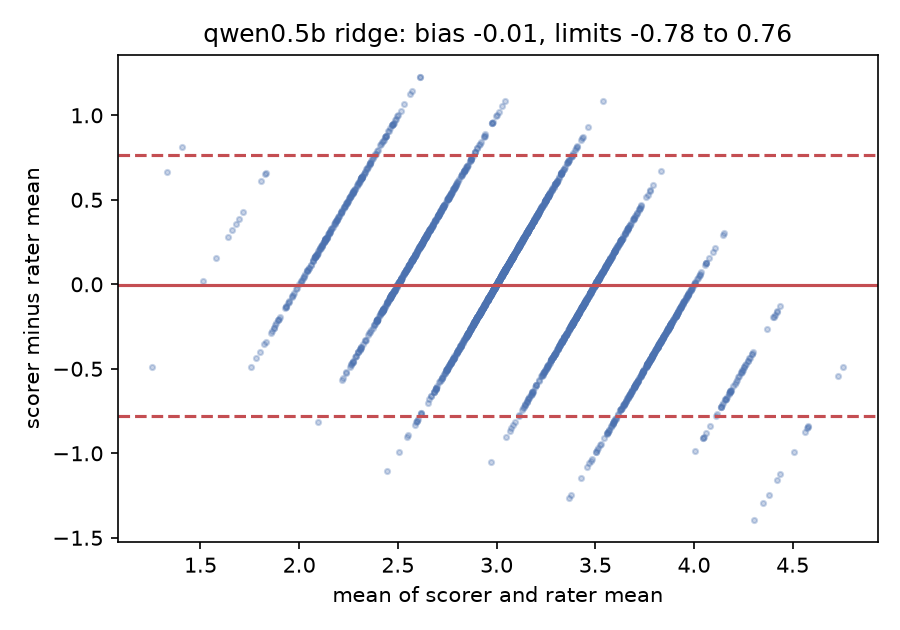 qwen0.5b ridge: bias -0.01, limits -0.78 to 0.76
scorer minus rater mean
1.0
0.5
0.0
−0.5
−1.0
−1.5
1.5 2.0 2.5 3.0 3.5 4.0 4.5
mean of scorer and rater mean